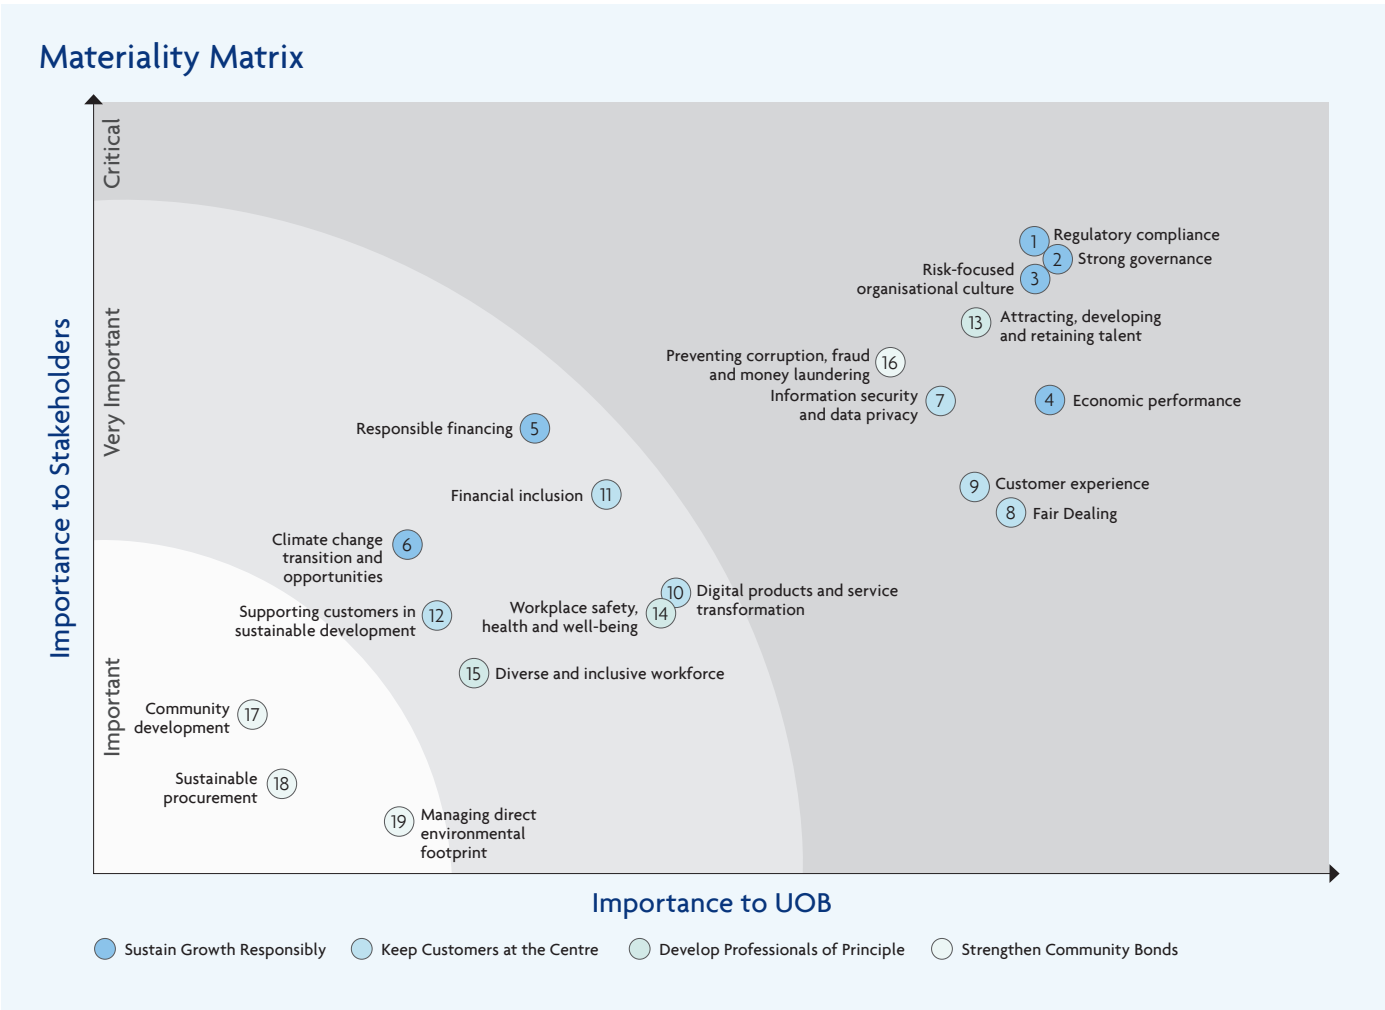 Materiality Matrix
Critical
Very Important
Important
Importance to Stakeholders
1
Regulatory compliance
2
Strong governance
Risk-focused
organisational culture
3
13
Attracting, developing
and retaining talent
Preventing corruption, fraud
and money laundering
16
Information security
and data privacy
7
4
Economic performance
Responsible financing
5
9
Customer experience
Financial inclusion
11
8
Fair Dealing
Climate change
transition and
opportunities
6
10
Digital products and service
transformation
Supporting customers in
sustainable development
12
Workplace safety,
health and well-being
14
15
Diverse and inclusive workforce
Community
development
17
Sustainable
procurement
18
19
Managing direct
environmental
footprint
Importance to UOB
Sustain Growth Responsibly
Keep Customers at the Centre
Develop Professionals of Principle
Strengthen Community Bonds